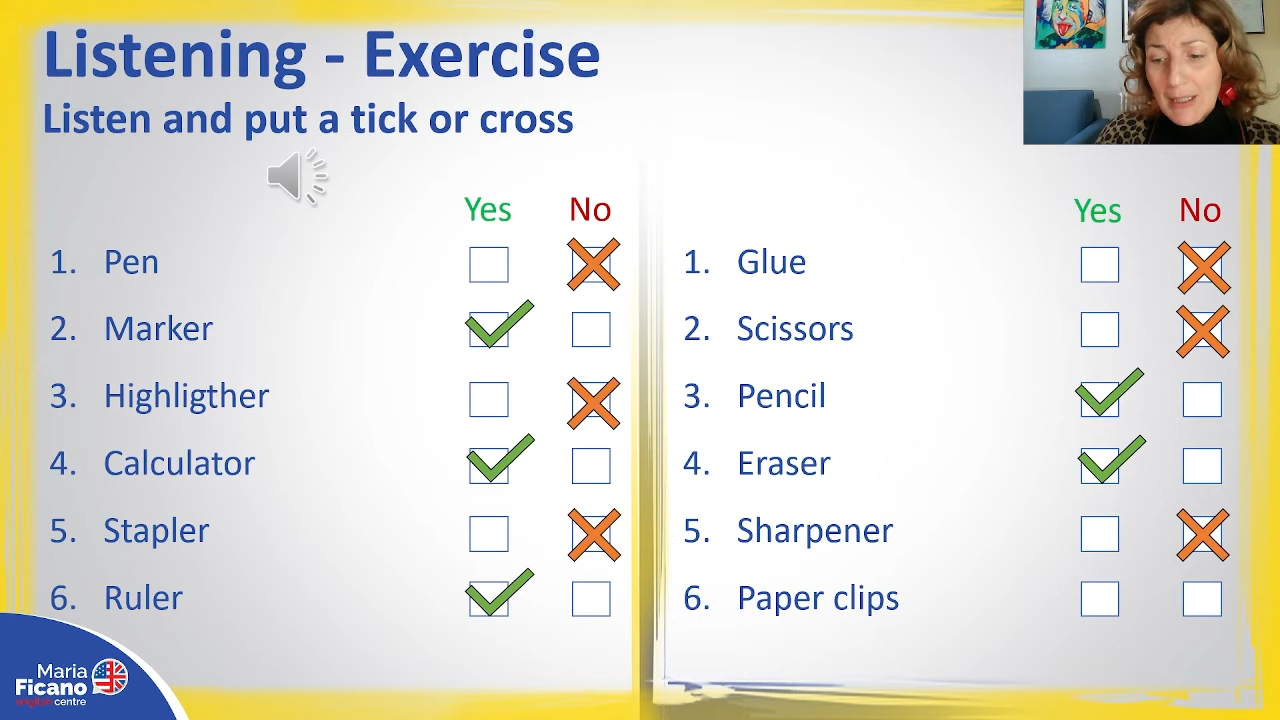 Listening - Exercise
Listen and put a tick or cross
Yes No
1. Pen
2. Marker
3. Highligther
4. Calculator
5. Stapler
6. Ruler
Yes No
1. Glue
2. Scissors
3. Pencil
4. Eraser
5. Sharpener
6. Paper clips
Maria
Ficano
english centre